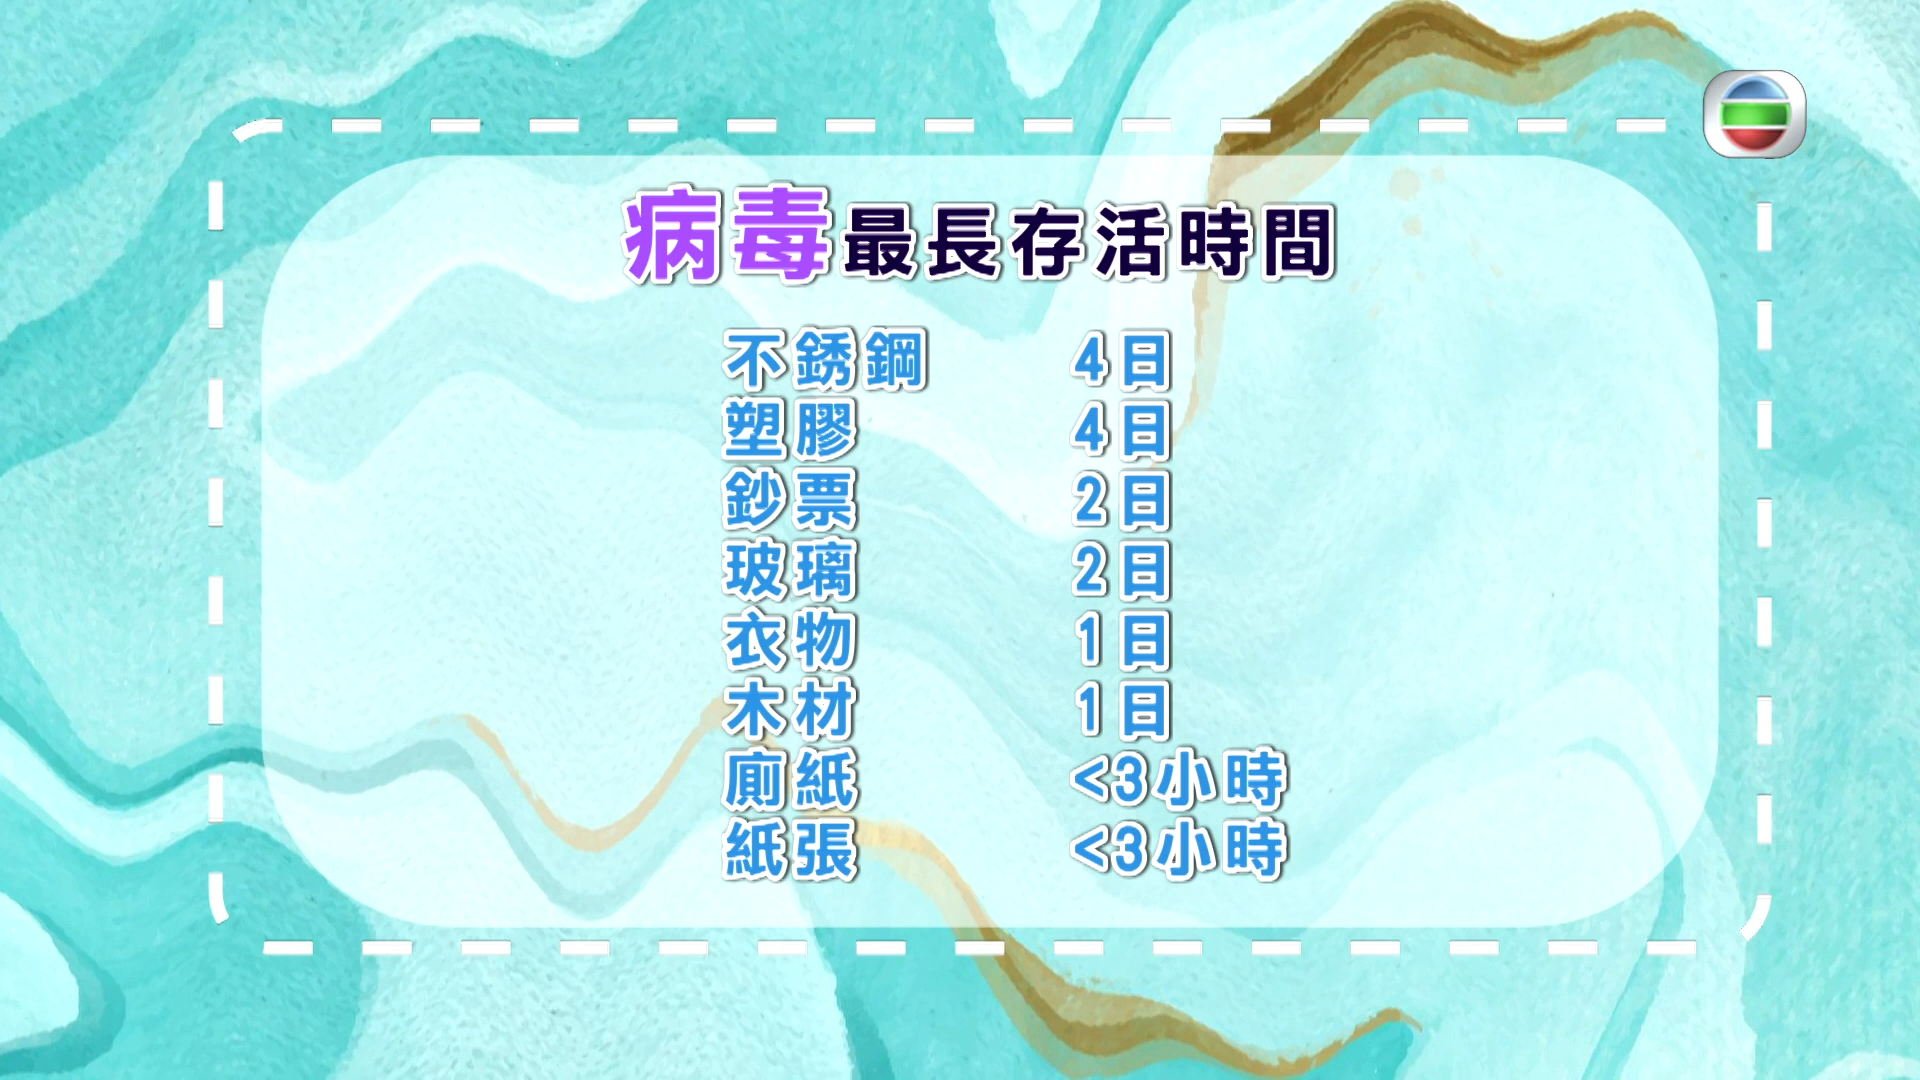 病毒最長存活時間
不銹鋼 4日
塑膠 4日
鈔票 2日
玻璃 2日
衣物 1日
木材 1日
廁紙 <3小時
紙張 <3小時